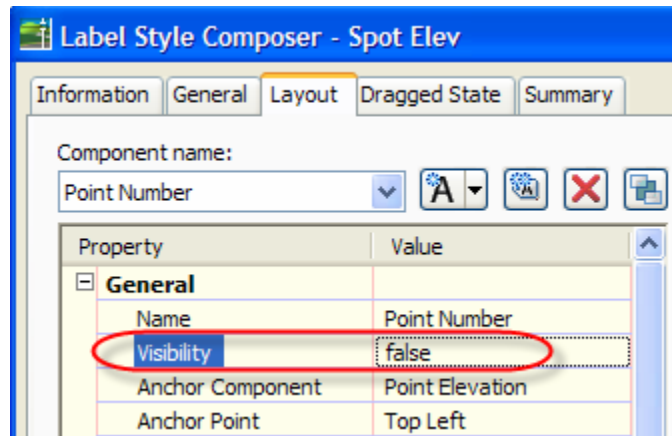 Label Style Composer - Spot Elev
Information General Layout Dragged State Summary
Component name:
Point Number A A
Property Value
General
Name Point Number
Visibility false
Anchor Component Point Elevation
Anchor Point Top Left